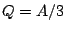 Q = A/3